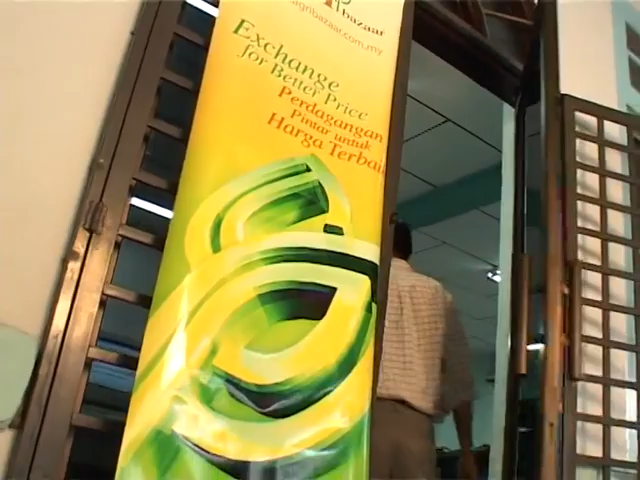 bazaar
agribazaar.com.my
Exchange
for Better Price
Perdagangan
Pintar untuk
Harga Terbaik